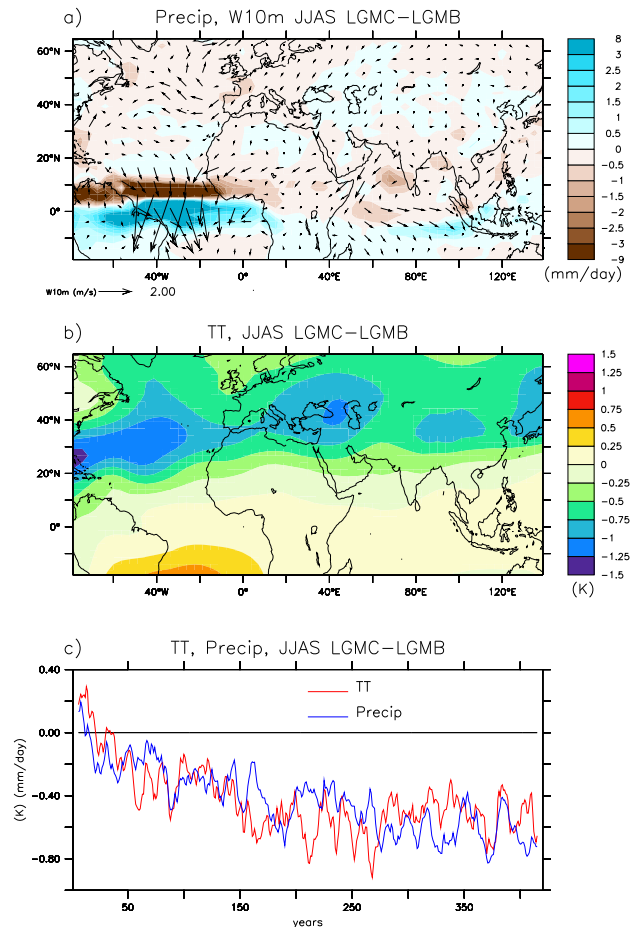 a) Precip, W10m JJAS LGMC−LGMB
60°N
40°N
20°N
0°
40°W 0° 40°E 80°E 120°E
W10m (m/s) 2.00
8
3
2.5
2
1.5
1
0.5
0
−0.5
−1
−1.5
−2
−2.5
−3
−9
(mm/day)
b) TT, JJAS LGMC−LGMB
60°N
40°N
20°N
0°
40°W 0° 40°E 80°E 120°E
1.5
1.25
1
0.75
0.5
0.25
0
−0.25
−0.5
−0.75
−1
−1.25
−1.5
(K)
c) TT, Precip, JJAS LGMC−LGMB
TT
Precip
0.40
0.00
−0.40
−0.80
(K) (mm/day)
50 150 250 350
years